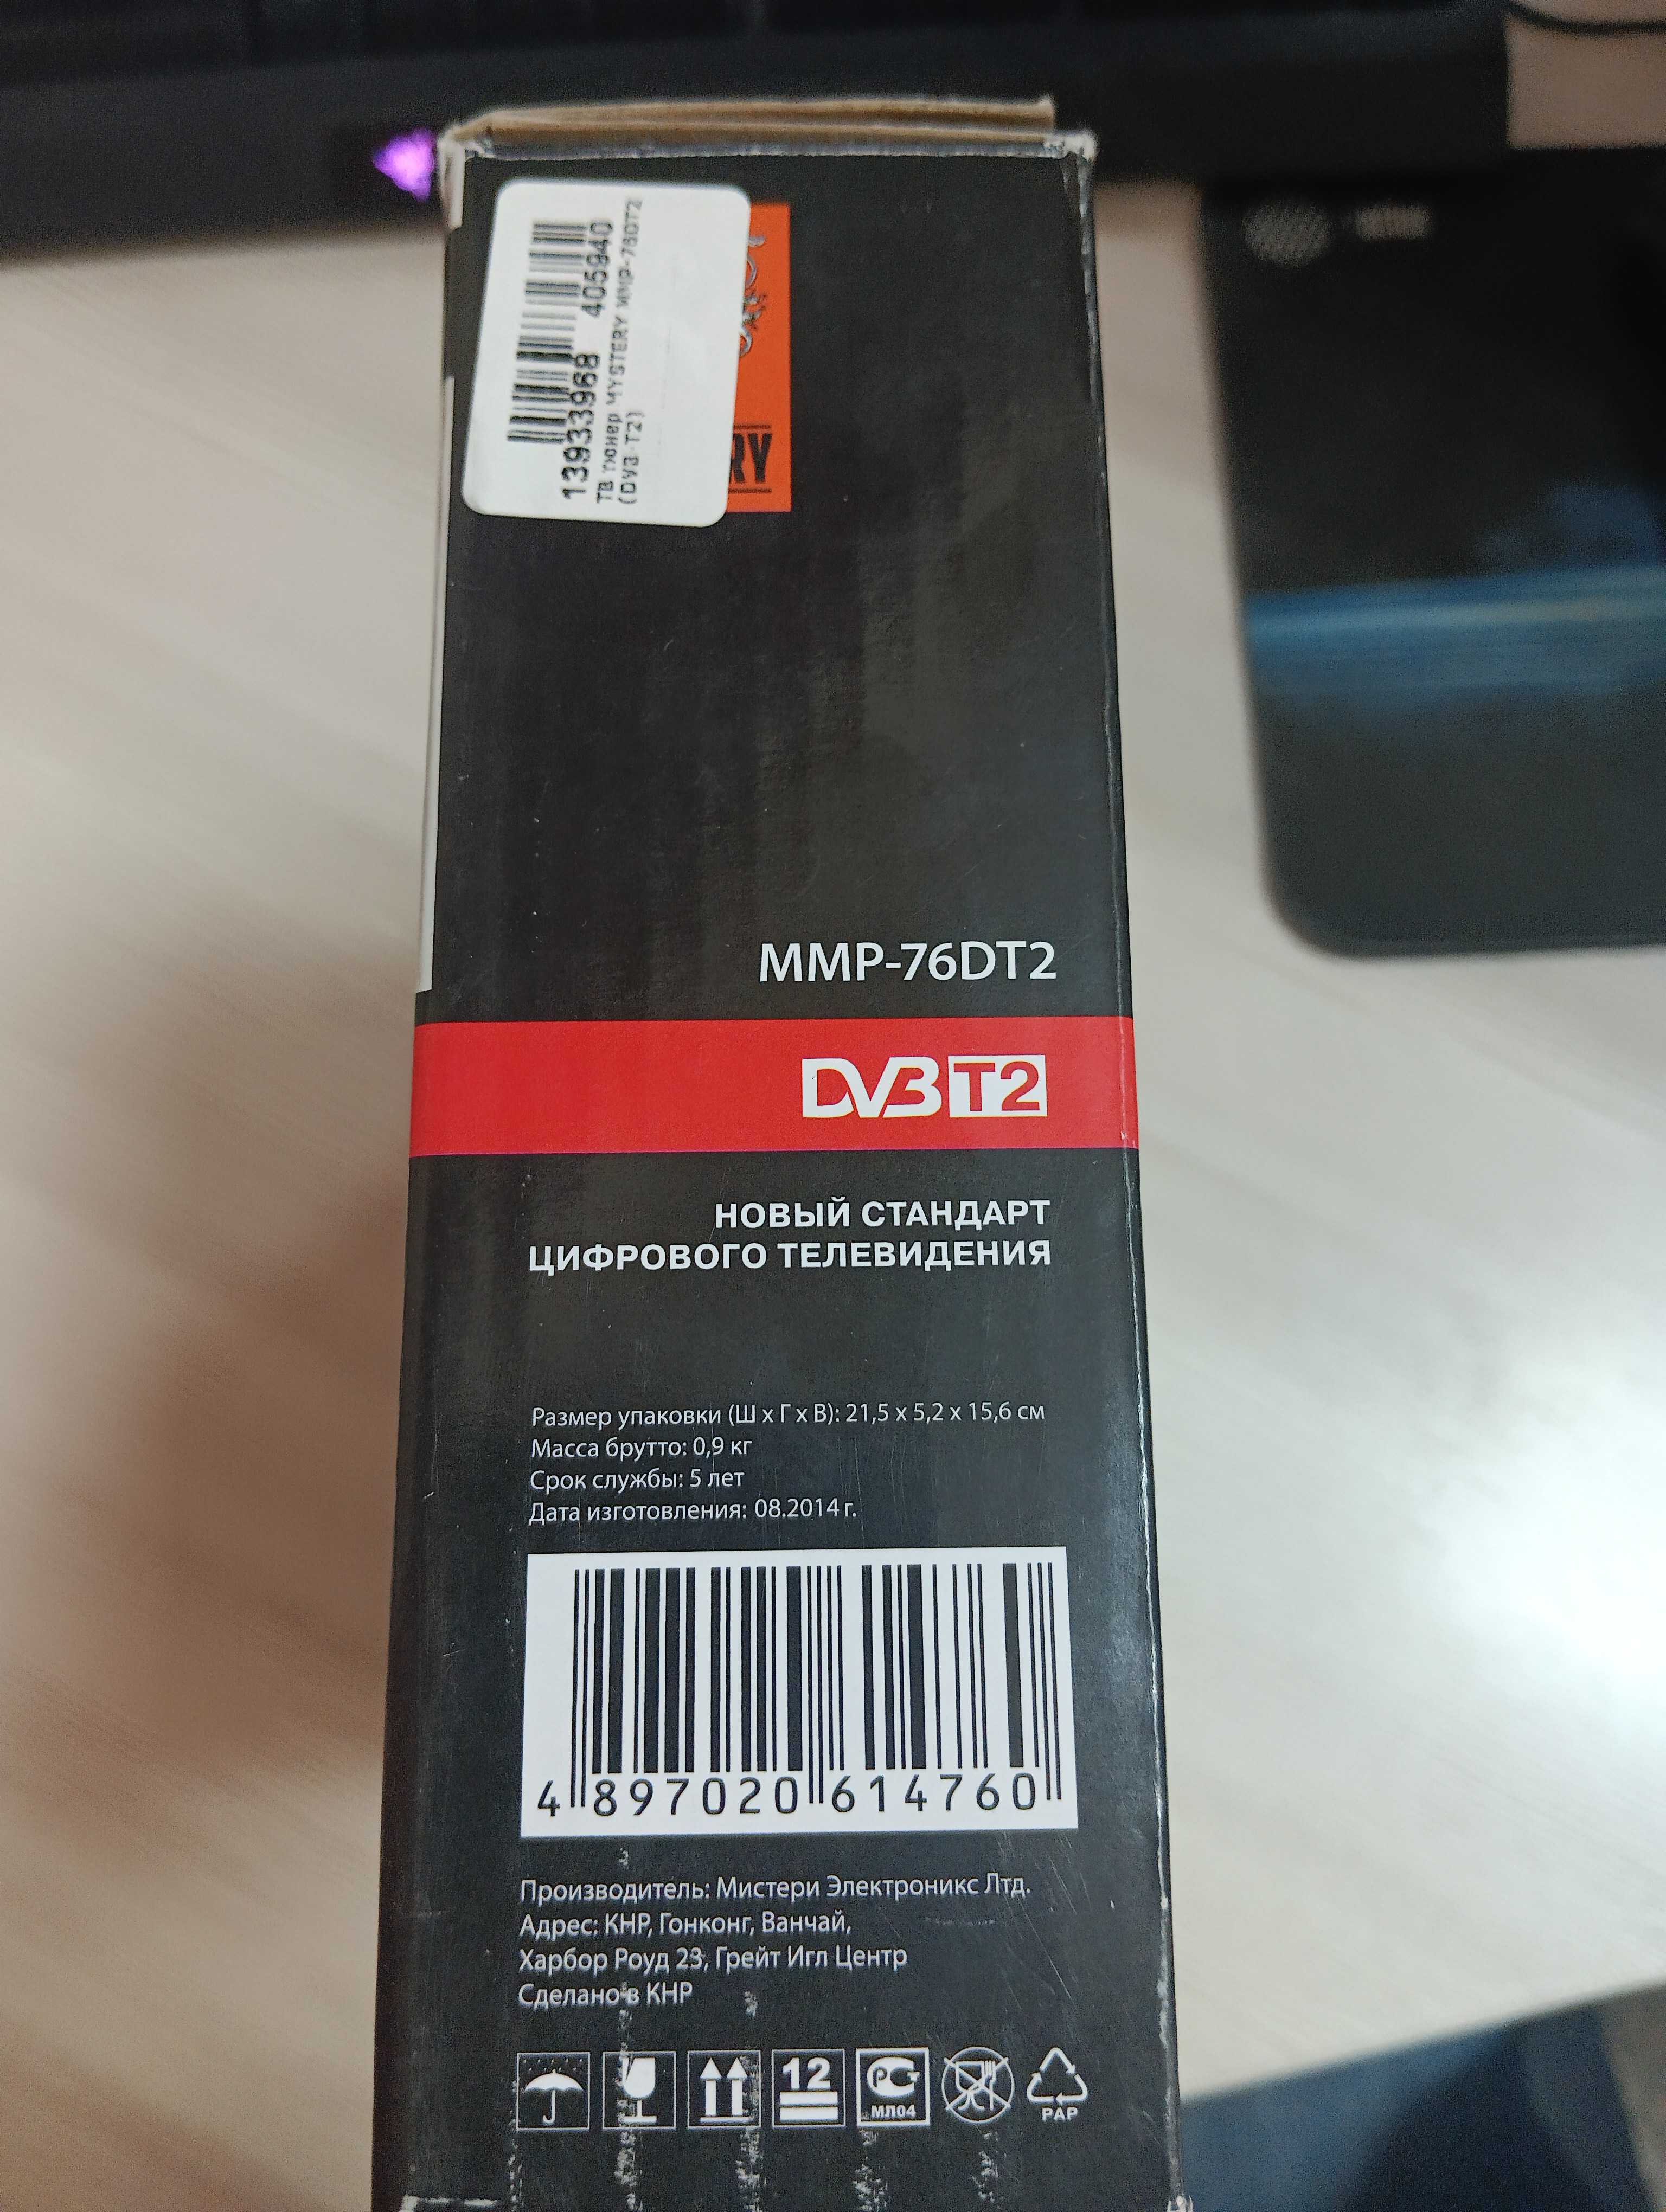 13933968 405940
ТВ тюнер MYSTERY MMP-76DT2
(DVB-T2)
RY
MMP-76DT2
DVB T2
НОВЫЙ СТАНДАРТ
ЦИФРОВОГО ТЕЛЕВИДЕНИЯ
Размер упаковки (Ш х Г х В): 21,5 х 5,2 х 15,6 см
Масса брутто: 0,9 кг
Срок службы: 5 лет
Дата изготовления: 08.2014 г.
4 897020 614760
Производитель: Мистери Электроникс Лтд.
Адрес: КНР, Гонконг, Ванчай,
Харбор Роуд 23, Грейт Игл Центр
Сделано в КНР
12
РСТ
МЛ04
PAP